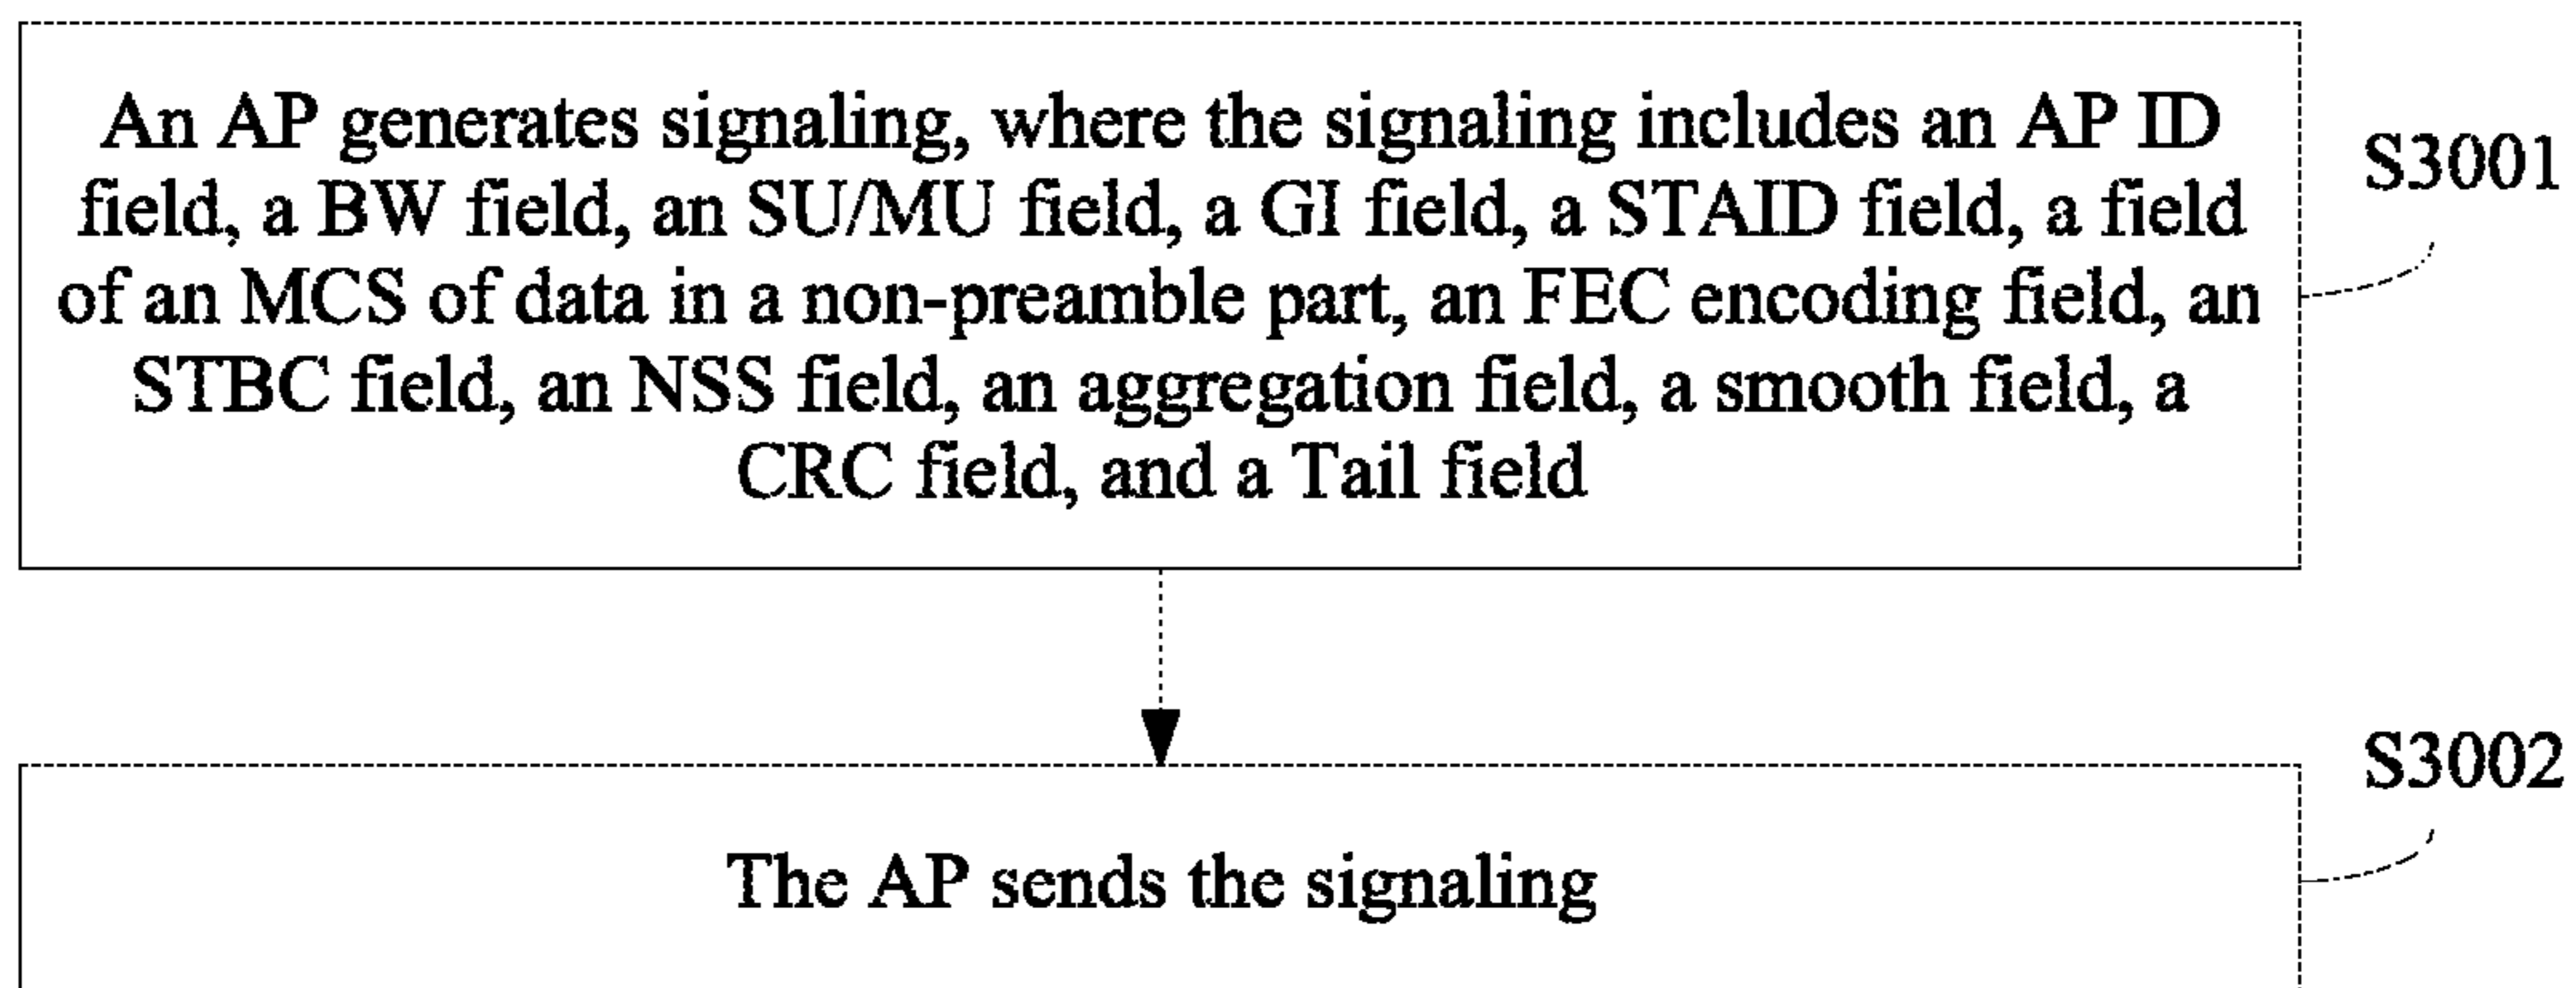 An AP generates signaling, where the signaling includes an AP ID
field, a BW field, an SU/MU field, a GI field, a STAID field, a field
of an MCS of data in a non-preamble part, an FEC encoding field, an
STBC field, an NSS field, an aggregation field, a smooth field, a
CRC field, and a Tail field
S3001
S3002
The AP sends the signaling